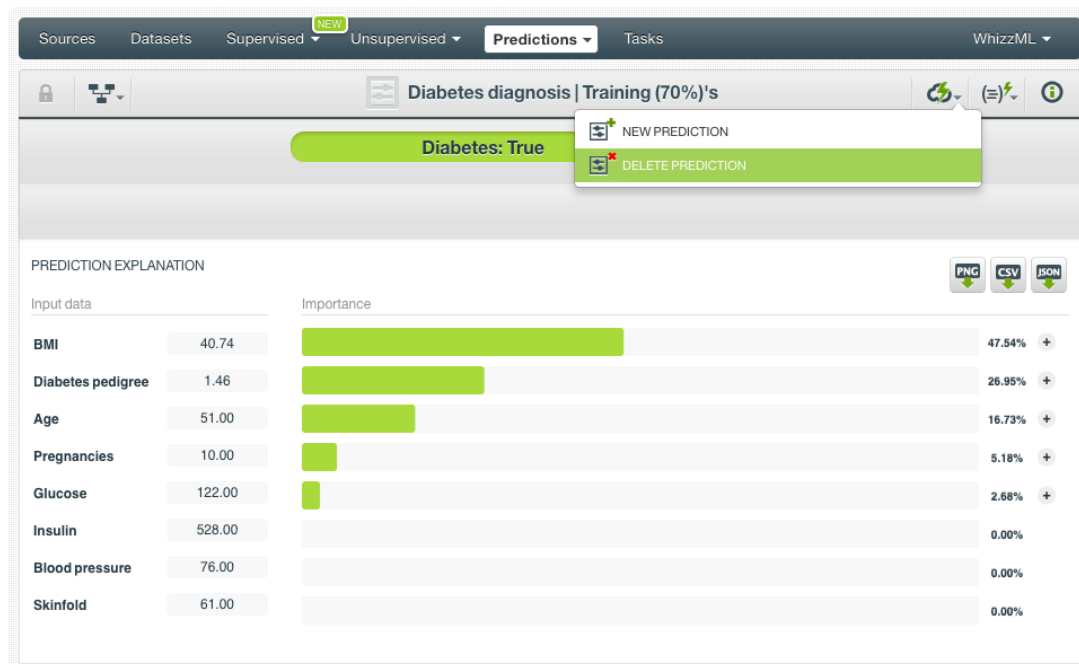 NEW
Sources Datasets Supervised Unsupervised Predictions Tasks WhizzML
Diabetes diagnosis | Training (70%)'s
(=)
Diabetes: True
NEW PREDICTION
DELETE PREDICTION
PREDICTION EXPLANATION
PNG CSV JSON
Input data Importance
BMI 40.74 47.54% +
Diabetes pedigree 1.46 26.95% +
Age 51.00 16.73% +
Pregnancies 10.00 5.18% +
Glucose 122.00 2.68% +
Insulin 528.00 0.00%
Blood pressure 76.00 0.00%
Skinfold 61.00 0.00%